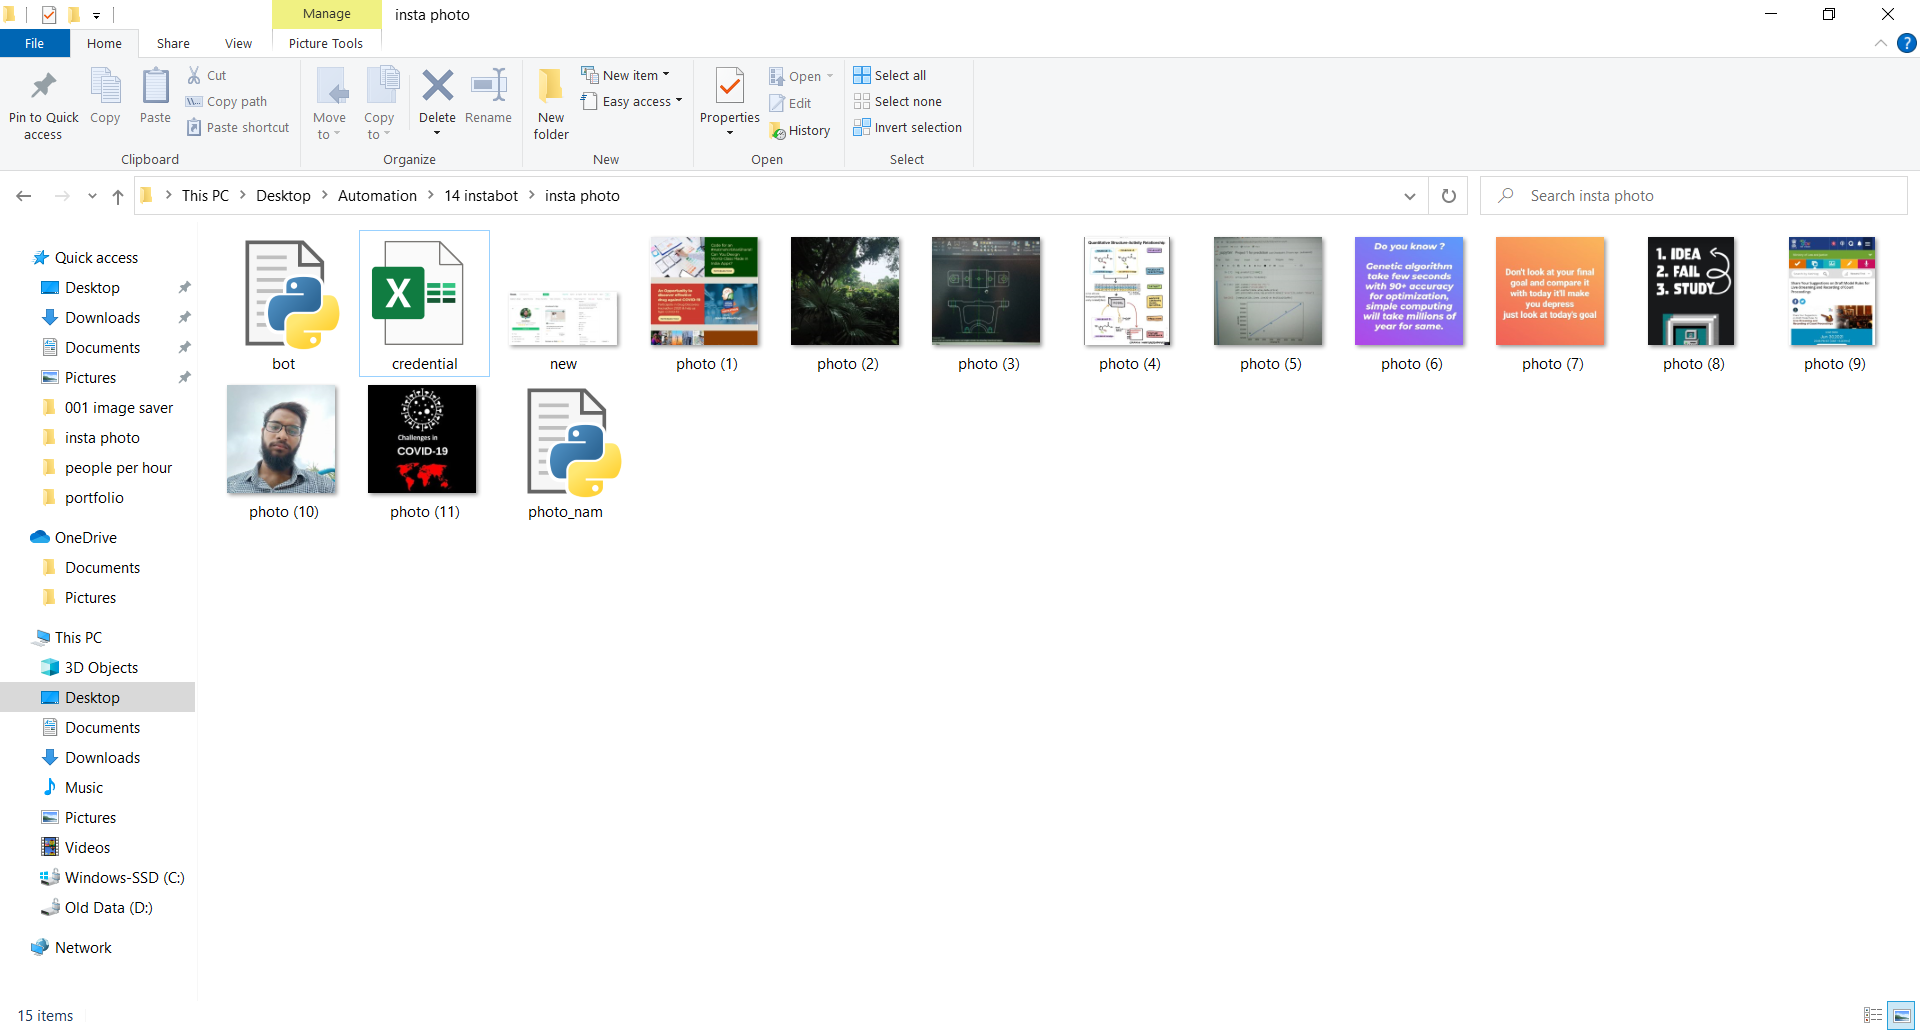 Manage
insta photo
File
Home
Share
View
Picture Tools
Pin to Quick access
Copy
Paste
Cut
Copy path
Paste shortcut
Clipboard
Move to
Copy to
Delete
Rename
Organize
New folder
New item
Easy access
New
Properties
Open
Edit
History
Open
Select all
Select none
Invert selection
Select
This PC > Desktop > Automation > 14 instabot > insta photo
Search insta photo
Quick access
Desktop
Downloads
Documents
Pictures
001 image saver
insta photo
people per hour
portfolio
OneDrive
Documents
Pictures
This PC
3D Objects
Desktop
Documents
Downloads
Music
Pictures
Videos
Windows-SSD (C:)
Old Data (D:)
Network
bot
credential
new
photo (1)
photo (2)
photo (3)
Quantitative Structure Activity Relationship
photo (4)
photo (5)
Do you know ?
Genetic algorithm
take few seconds
with 90+ accuracy
for optimization,
simple computing
will take millions of
year for same.
photo (6)
Don't look at your final
goal and compare it
with today it'll make
you depress
just look at today's goal
photo (7)
1. IDEA
2. FAIL
3. STUDY
photo (8)
photo (9)
photo (10)
Challenges in
COVID-19
photo (11)
photo_nam
15 items